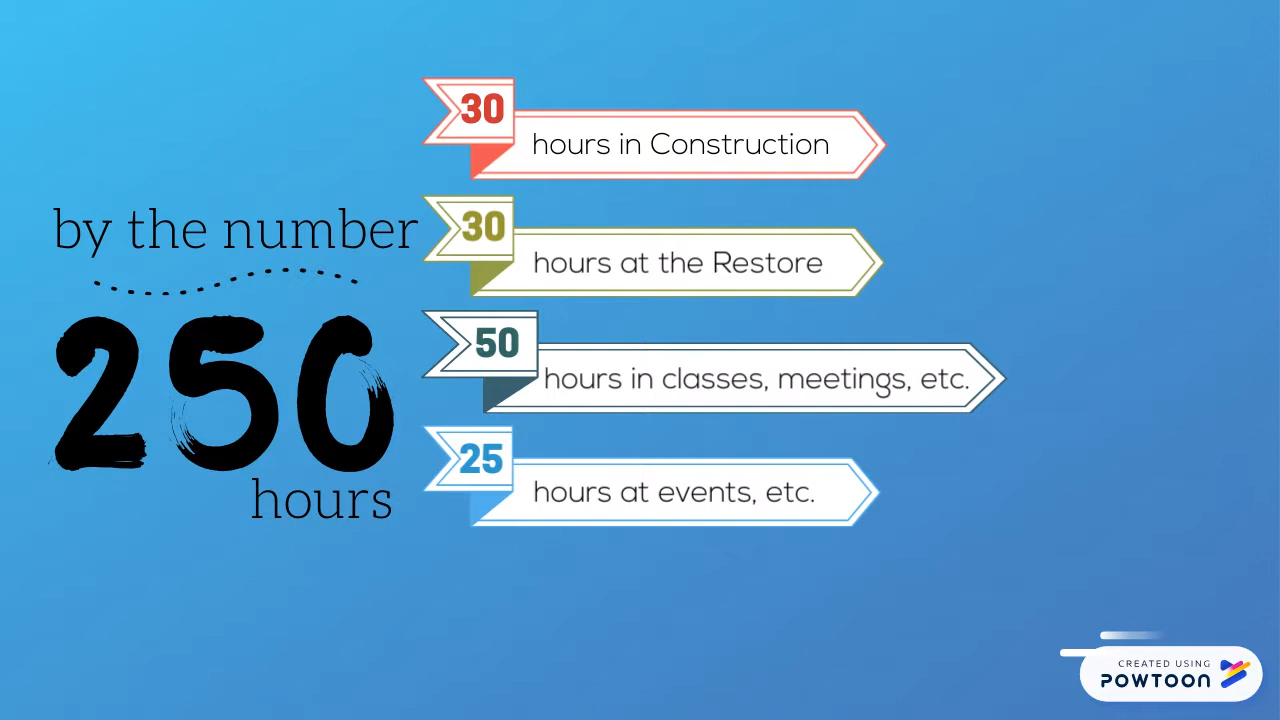 by the number
250
hours
30
hours in Construction
30
hours at the Restore
50
hours in classes, meetings, etc.
25
hours at events, etc.
CREATED USING
POWTOON